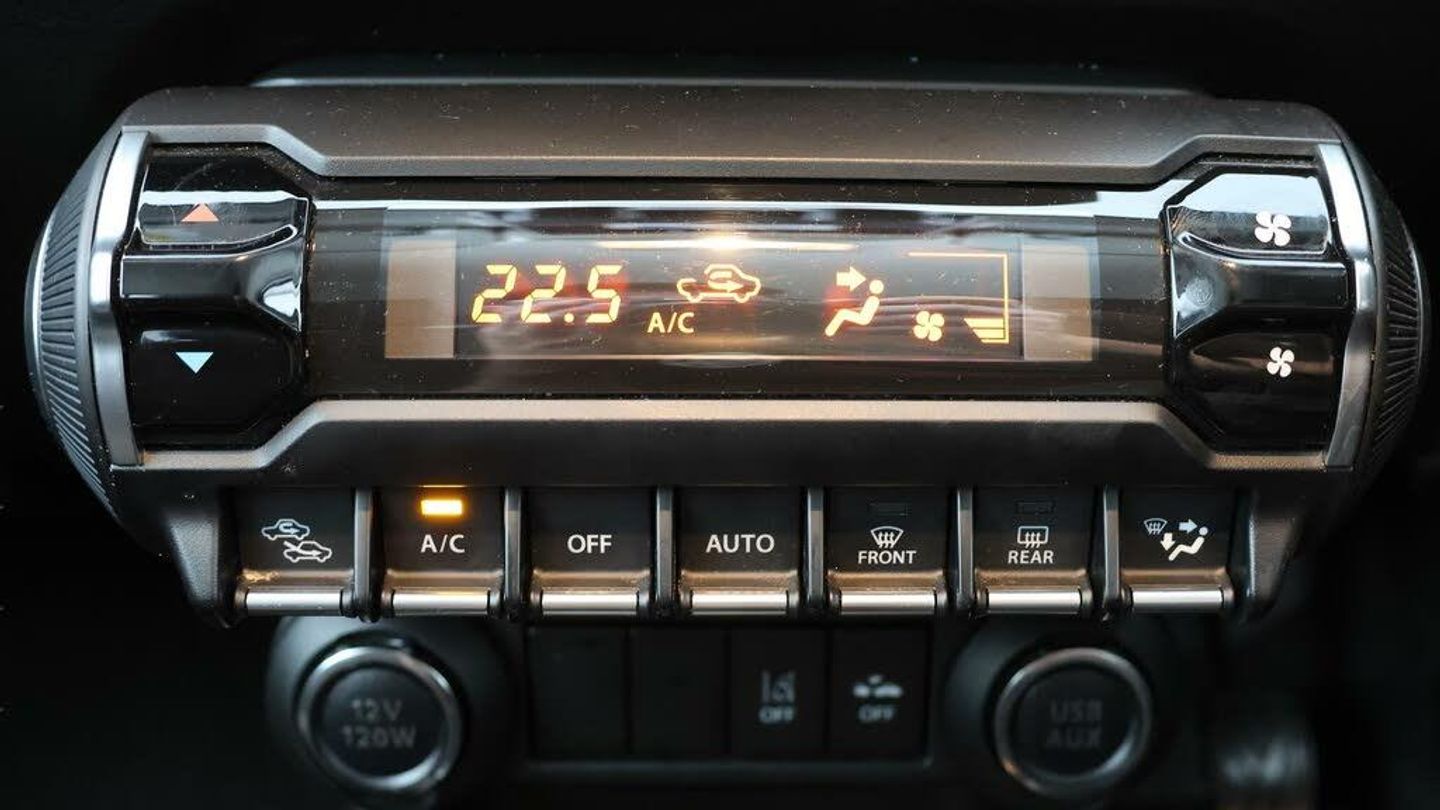 22.5
A/C
A/C
OFF
AUTO
FRONT
REAR
12V
120W
OFF
OFF
USB
AUX